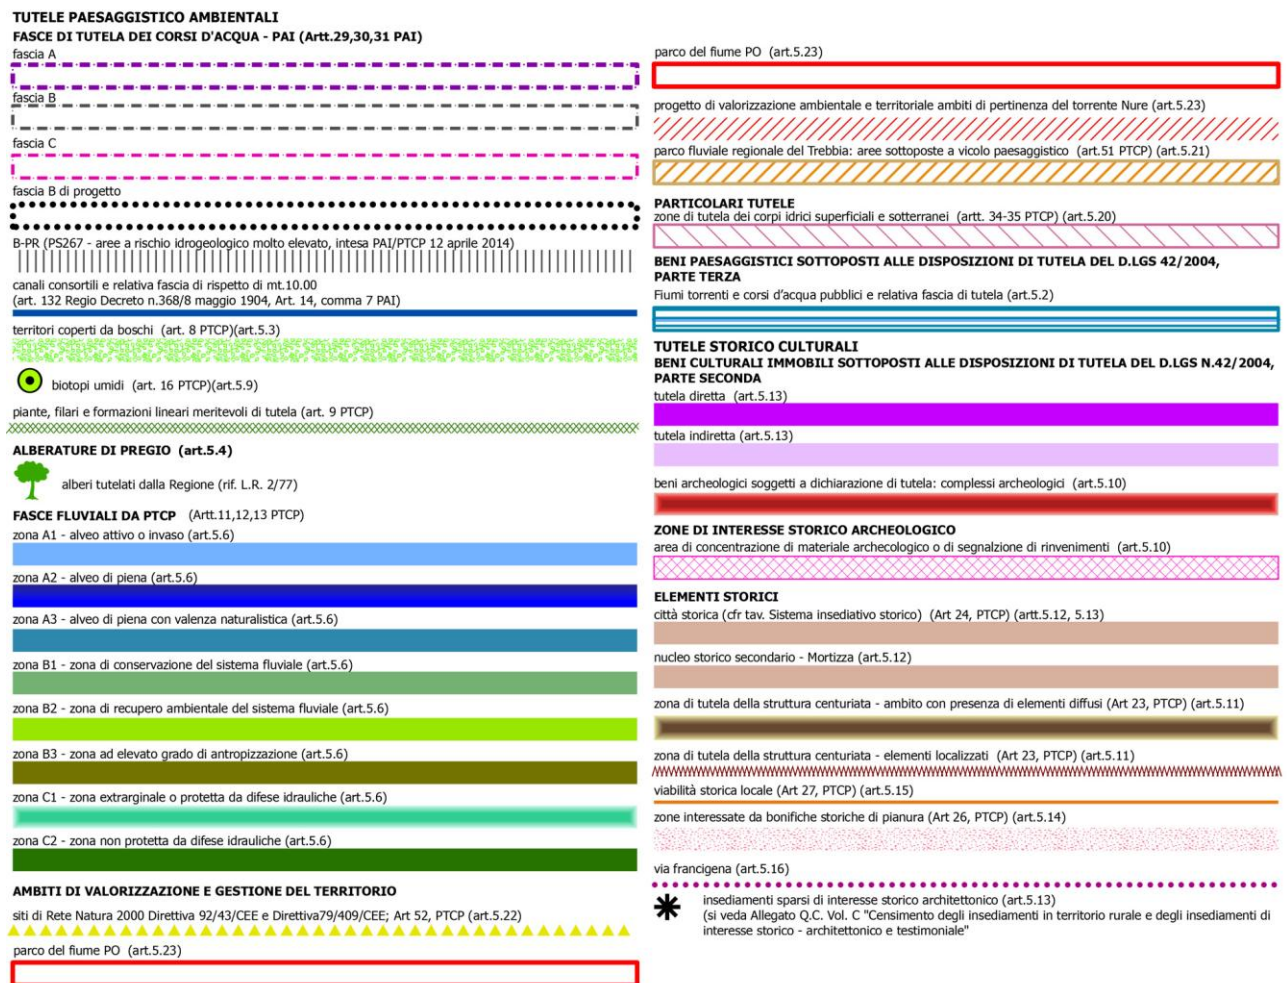 TUTELE PAESAGGISTICO AMBIENTALI
FASCE DI TUTELA DEI CORSI D'ACQUA - PAI (Artt.29,30,31 PAI)
fascia A
fascia B
fascia C
fascia B di progetto
B-PR (PS267 - aree a rischio idrogeologico molto elevato, intesa PAI/PTCP 12 aprile 2014)
canali consortili e relativa fascia di rispetto di mt.10.00
(art. 132 Regio Decreto n.368/8 maggio 1904, Art. 14, comma 7 PAI)
territori coperti da boschi (art. 8 PTCP)(art.5.3)
biotopi umidi (art. 16 PTCP)(art.5.9)
piante, filari e formazioni lineari meritevoli di tutela (art. 9 PTCP)
ALBERATURE DI PREGIO (art.5.4)
alberi tutelati dalla Regione (rif. L.R. 2/77)
FASCE FLUVIALI DA PTCP (Artt.11,12,13 PTCP)
zona A1 - alveo attivo o invaso (art.5.6)
zona A2 - alveo di piena (art.5.6)
zona A3 - alveo di piena con valenza naturalistica (art.5.6)
zona B1 - zona di conservazione del sistema fluviale (art.5.6)
zona B2 - zona di recupero ambientale del sistema fluviale (art.5.6)
zona B3 - zona ad elevato grado di antropizzazione (art.5.6)
zona C1 - zona extrarginale o protetta da difese idrauliche (art.5.6)
zona C2 - zona non protetta da difese idrauliche (art.5.6)
AMBITI DI VALORIZZAZIONE E GESTIONE DEL TERRITORIO
siti di Rete Natura 2000 Direttiva 92/43/CEE e Direttiva79/409/CEE; Art 52, PTCP (art.5.22)
parco del fiume PO (art.5.23)
parco del fiume PO (art.5.23)
progetto di valorizzazione ambientale e territoriale ambiti di pertinenza del torrente Nure (art.5.23)
parco fluviale regionale del Trebbia: aree sottoposte a vicolo paesaggistico (art.51 PTCP) (art.5.21)
PARTICOLARI TUTELE
zone di tutela dei corpi idrici superficiali e sotterranei (artt. 34-35 PTCP) (art.5.20)
BENI PAESAGGISTICI SOTTOPOSTI ALLE DISPOSIZIONI DI TUTELA DEL D.LGS 42/2004,
PARTE TERZA
Fiumi torrenti e corsi d'acqua pubblici e relativa fascia di tutela (art.5.2)
TUTELE STORICO CULTURALI
BENI CULTURALI IMMOBILI SOTTOPOSTI ALLE DISPOSIZIONI DI TUTELA DEL D.LGS N.42/2004,
PARTE SECONDA
tutela diretta (art.5.13)
tutela indiretta (art.5.13)
beni archeologici soggetti a dichiarazione di tutela: complessi archeologici (art.5.10)
ZONE DI INTERESSE STORICO ARCHEOLOGICO
area di concentrazione di materiale archecologico o di segnalzione di rinvenimenti (art.5.10)
ELEMENTI STORICI
città storica (cfr tav. Sistema insediativo storico) (Art 24, PTCP) (artt.5.12, 5.13)
nucleo storico secondario - Mortizza (art.5.12)
zona di tutela della struttura centuriata - ambito con presenza di elementi diffusi (Art 23, PTCP) (art.5.11)
zona di tutela della struttura centuriata - elementi localizzati (Art 23, PTCP) (art.5.11)
viabilità storica locale (Art 27, PTCP) (art.5.15)
zone interessate da bonifiche storiche di pianura (Art 26, PTCP) (art.5.14)
via francigena (art.5.16)
insediamenti sparsi di interesse storico architettonico (art.5.13)
(si veda Allegato Q.C. Vol. C "Censimento degli insediamenti in territorio rurale e degli insediamenti di
interesse storico - architettonico e testimoniale"